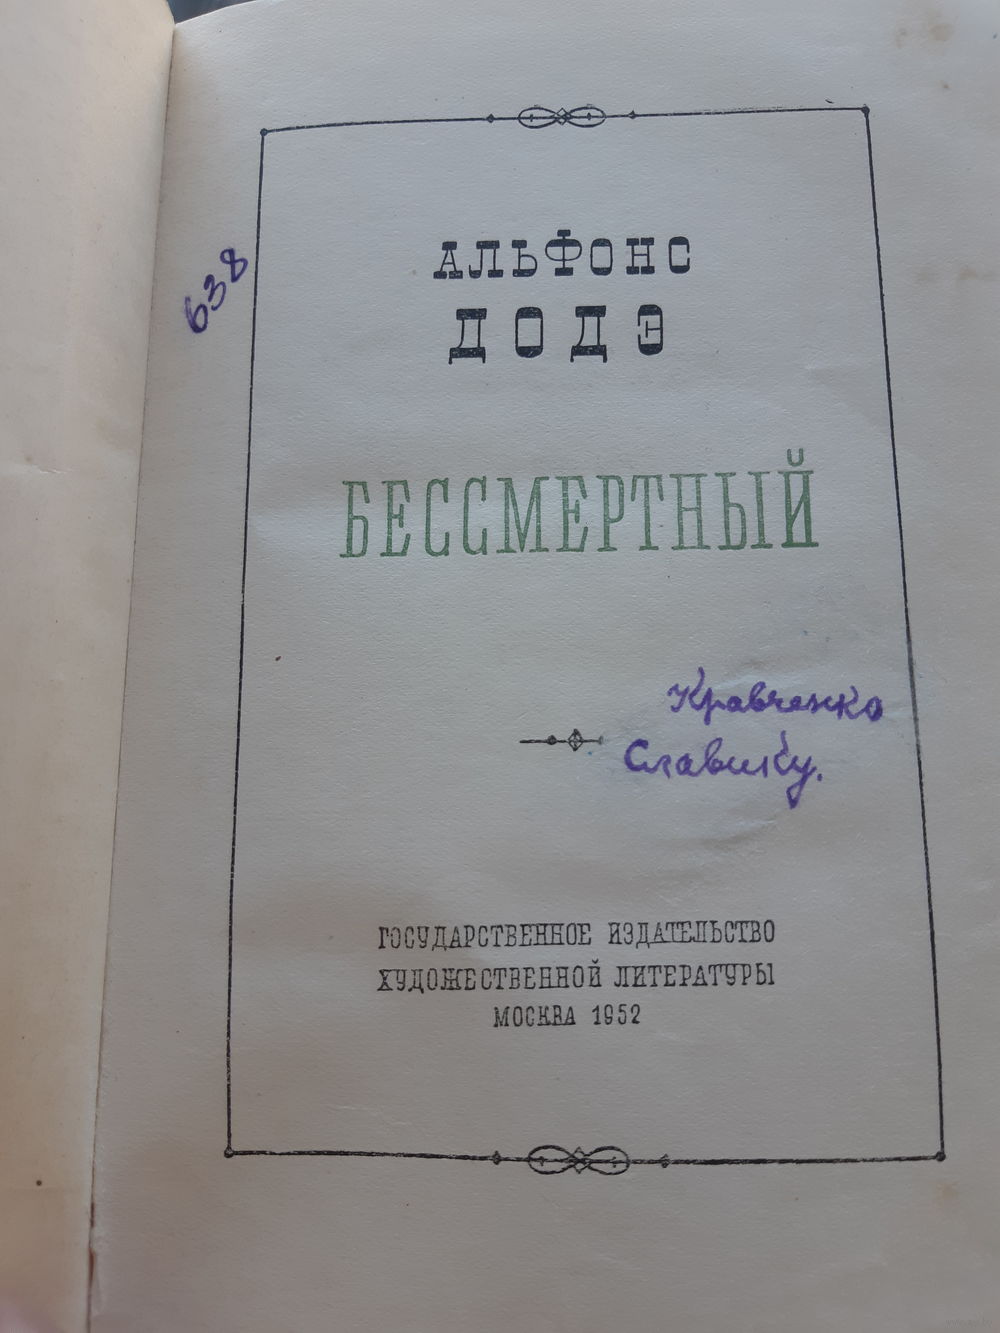 638
АЛЬФОНС
ДОДЭ
БЕССМЕРТНЫЙ
Кравченко
Славику.
ГОСУДАРСТВЕННОЕ ИЗДАТЕЛЬСТВО
ХУДОЖЕСТВЕННОЙ ЛИТЕРАТУРЫ
МОСКВА 1952